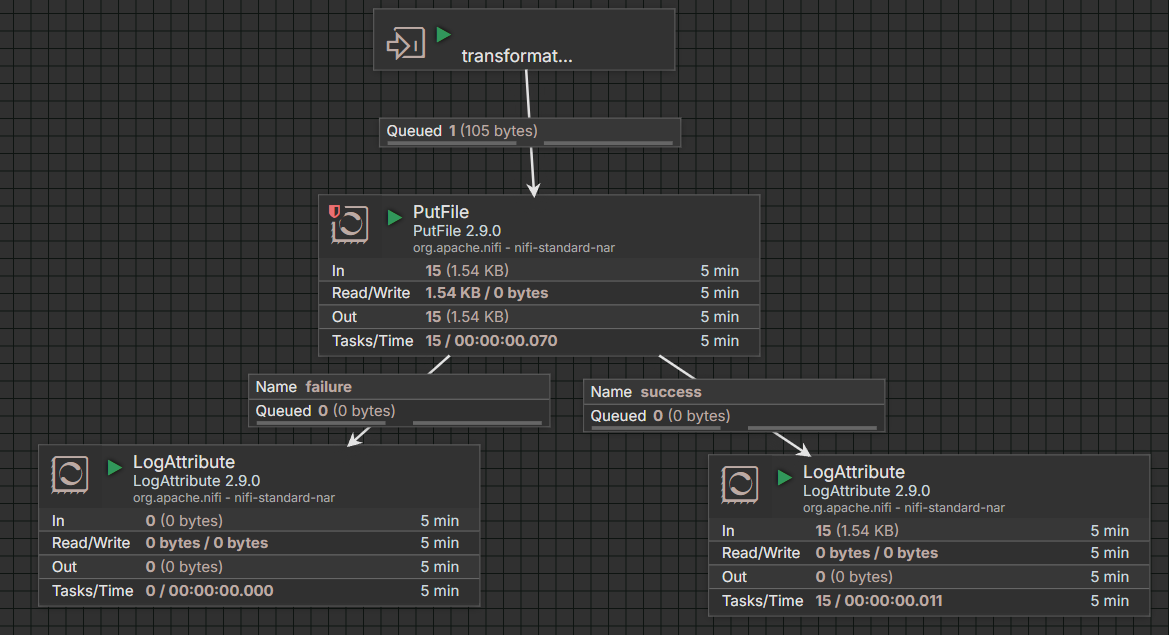 transformat...
Queued 1 (105 bytes)
PutFile
PutFile 2.9.0
org.apache.nifi - nifi-standard-nar
In 15 (1.54 KB) 5 min
Read/Write 1.54 KB / 0 bytes 5 min
Out 15 (1.54 KB) 5 min
Tasks/Time 15 / 00:00:00.070 5 min
Name failure
Queued 0 (0 bytes)
Name success
Queued 0 (0 bytes)
LogAttribute
LogAttribute 2.9.0
org.apache.nifi - nifi-standard-nar
In 0 (0 bytes) 5 min
Read/Write 0 bytes / 0 bytes 5 min
Out 0 (0 bytes) 5 min
Tasks/Time 0 / 00:00:00.000 5 min
LogAttribute
LogAttribute 2.9.0
org.apache.nifi - nifi-standard-nar
In 15 (1.54 KB) 5 min
Read/Write 0 bytes / 0 bytes 5 min
Out 0 (0 bytes) 5 min
Tasks/Time 15 / 00:00:00.011 5 min